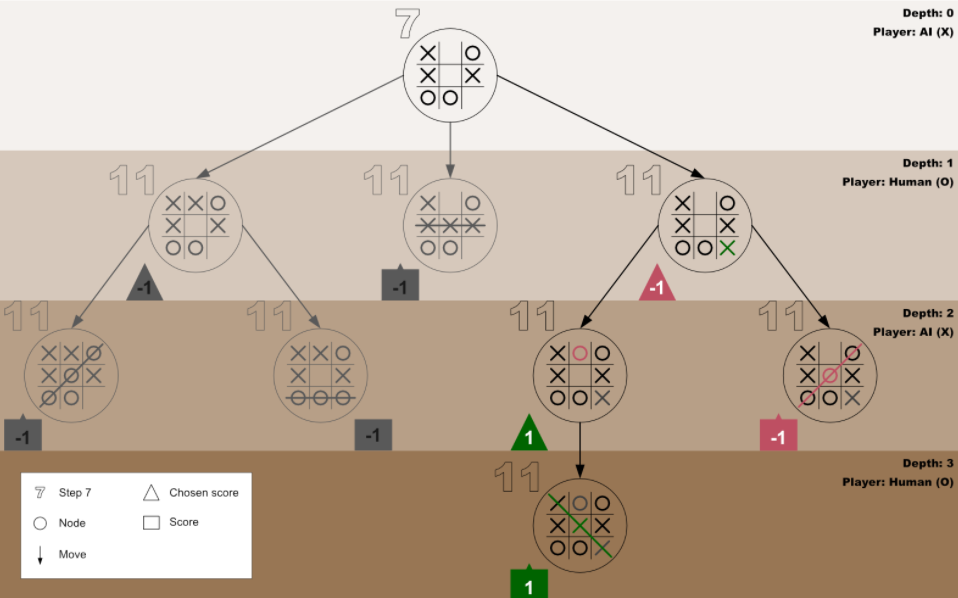 7
Depth: 0
Player: AI (X)
X O
X X
O O
Depth: 1
Player: Human (O)
11
11
11
X X O
X X
O O
X O
X X X
O O
X O
X X
O O X
-1
-1
-1
Depth: 2
Player: AI (X)
11
11
11
11
X X O
X O X
O O
X X O
X X
O O O
X O O
X X
O O X
X O
X O X
O O X
-1
-1
1
-1
Depth: 3
Player: Human (O)
11
X O O
X X X
O O X
1
7 Step 7
Chosen score
Node
Score
Move